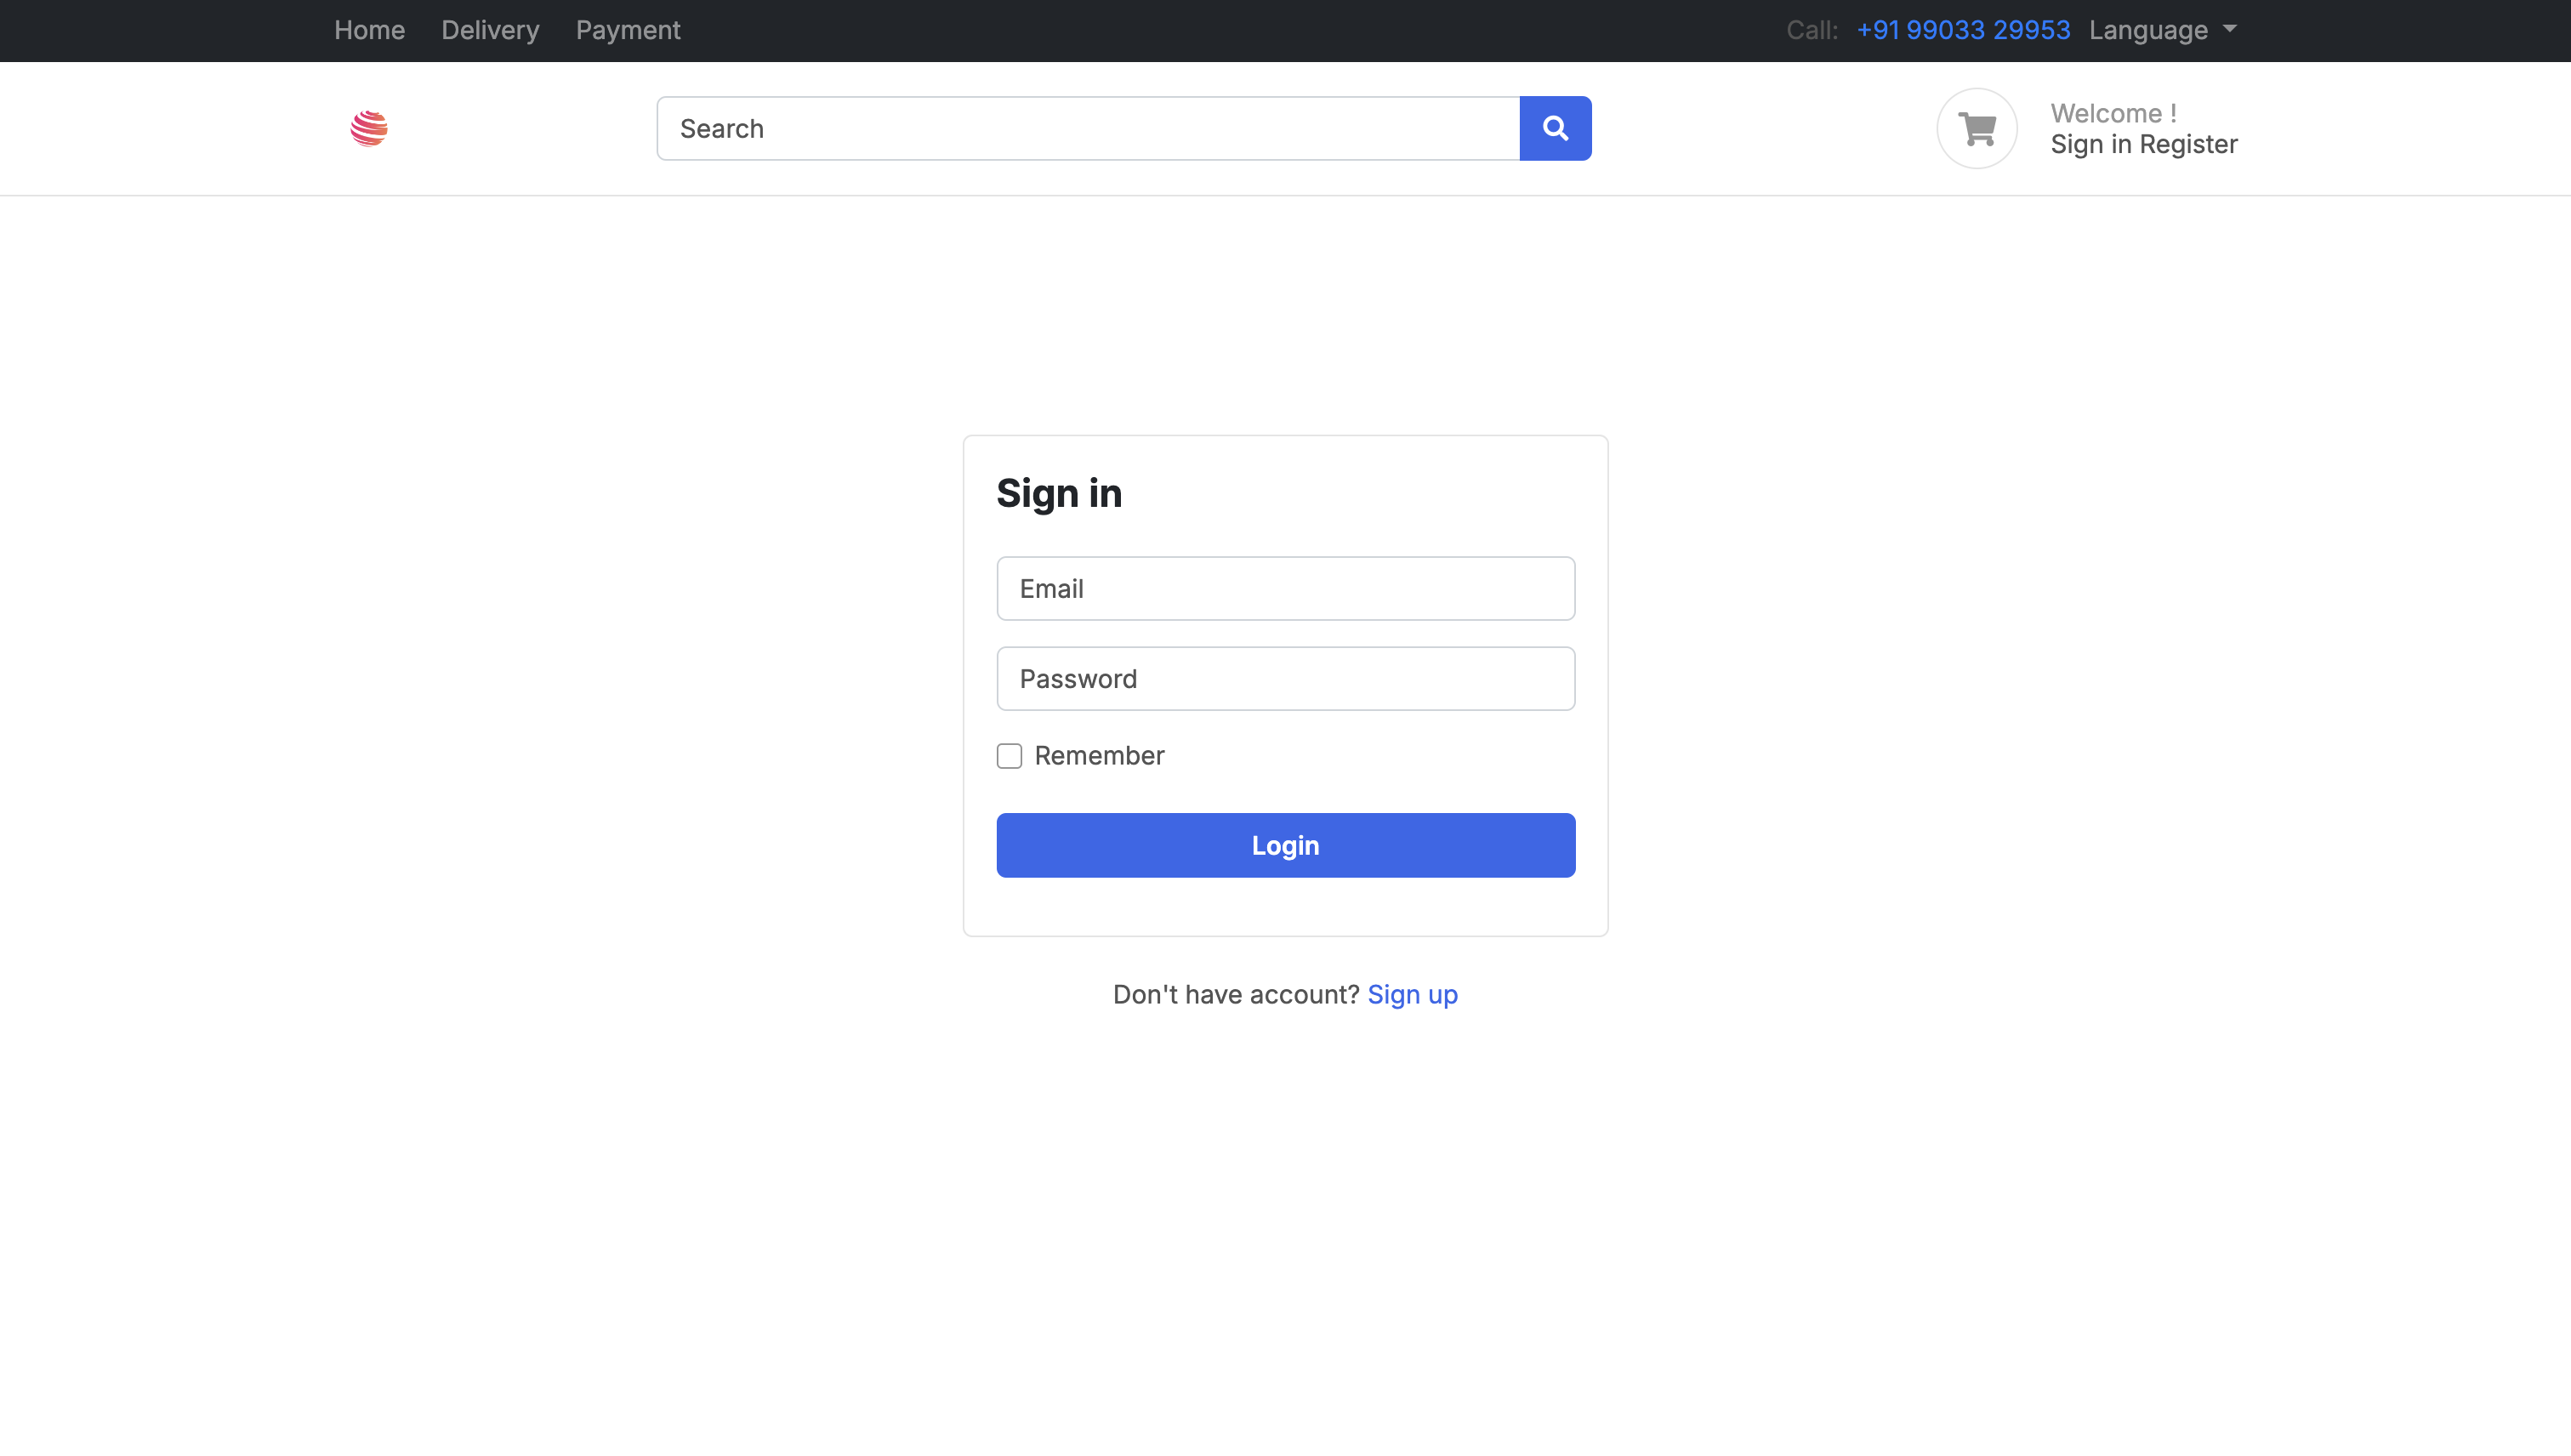 Home Delivery Payment Call: +91 99033 29953 Language
Search
Welcome !
Sign in Register
Sign in
Email
Password
Remember
Login
Don't have account? Sign up